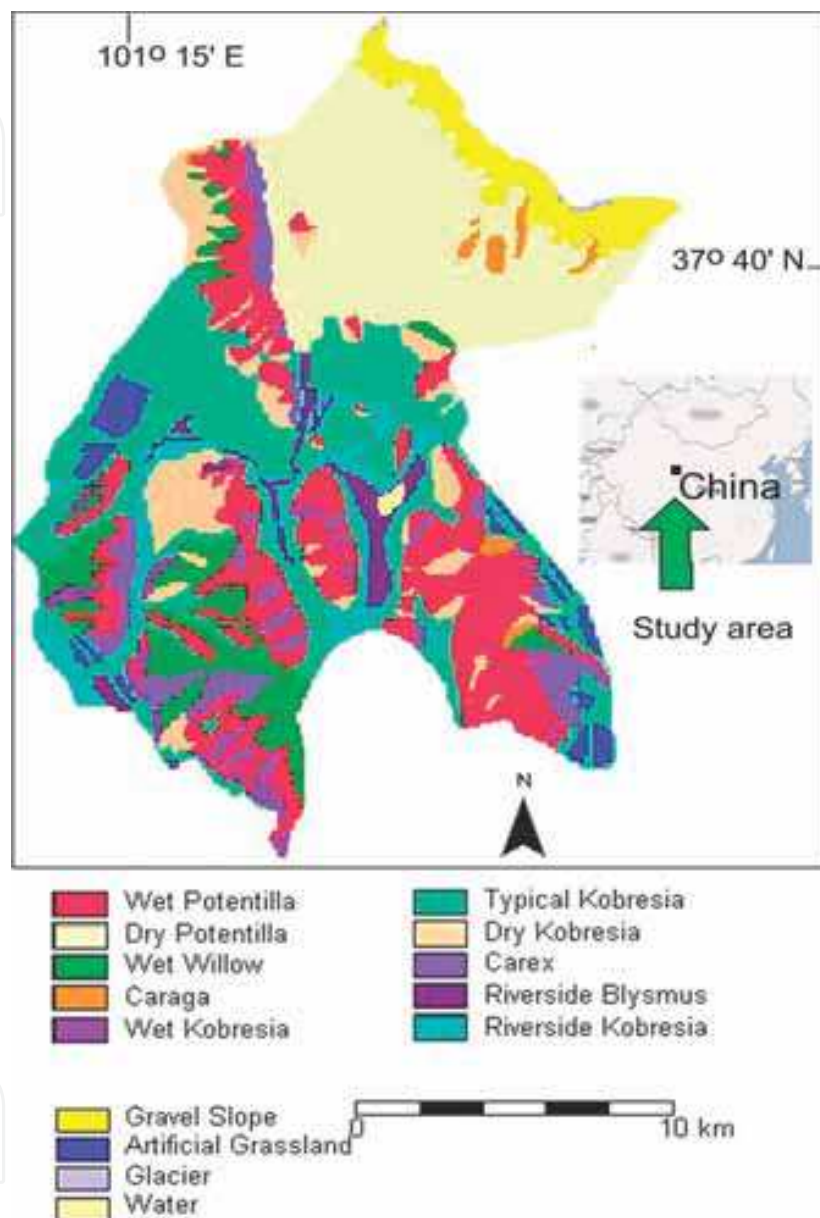 101º 15' E
37º 40' N
China
Study area
N
Wet Potentilla
Dry Potentilla
Wet Willow
Caraga
Wet Kobresia
Typical Kobresia
Dry Kobresia
Carex
Riverside Blysmus
Riverside Kobresia
Gravel Slope
Artificial Grassland
Glacier
Water
0
10 km